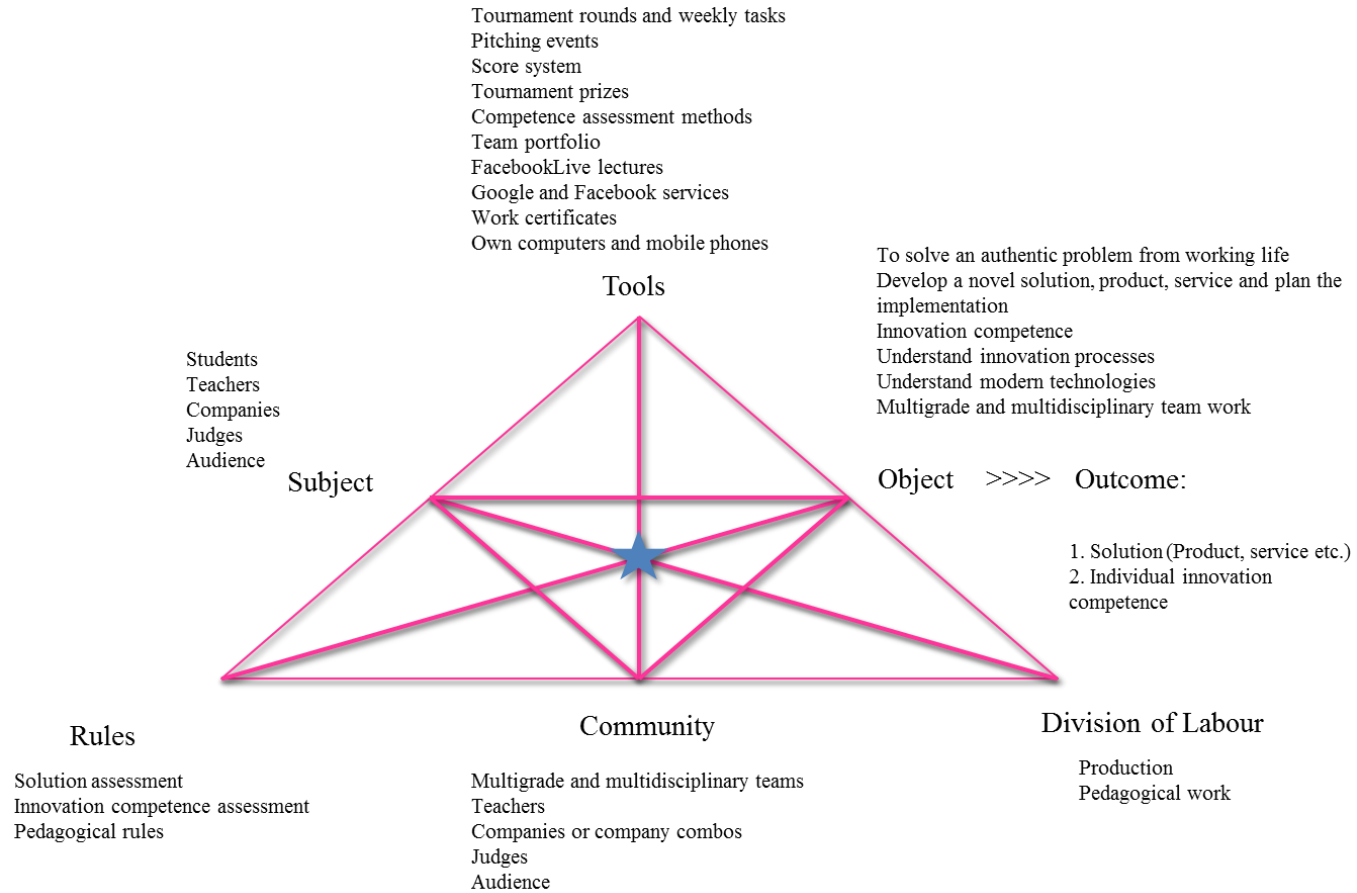 Tournament rounds and weekly tasks
Pitching events
Score system
Tournament prizes
Competence assessment methods
Team portfolio
FacebookLive lectures
Google and Facebook services
Work certificates
Own computers and mobile phones
Tools
To solve an authentic problem from working life
Develop a novel solution, product, service and plan the
implementation
Innovation competence
Understand innovation processes
Understand modern technologies
Multigrade and multidisciplinary team work
Students
Teachers
Companies
Judges
Audience
Subject
Object >>>> Outcome:
1. Solution (Product, service etc.)
2. Individual innovation
competence
Rules
Solution assessment
Innovation competence assessment
Pedagogical rules
Community
Multigrade and multidisciplinary teams
Teachers
Companies or company combos
Judges
Audience
Division of Labour
Production
Pedagogical work